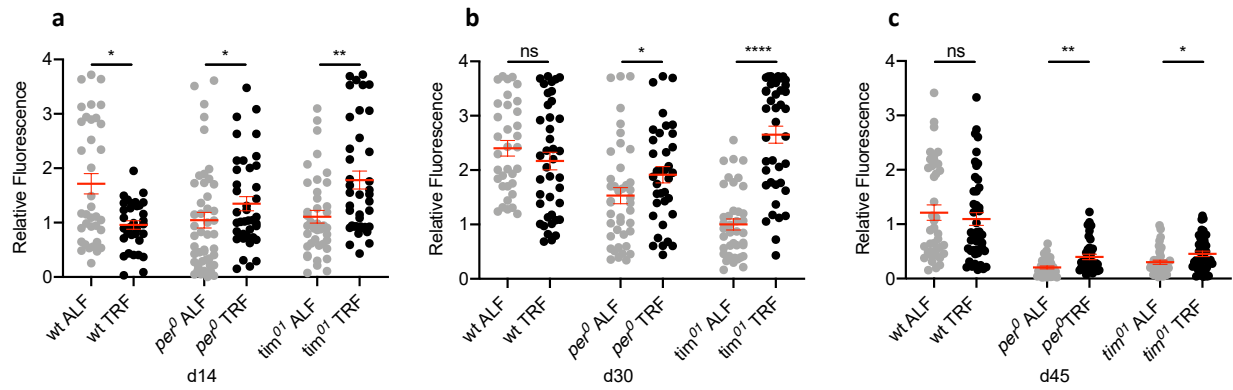 a
b
c
*
*
**
ns
*
****
ns
**
*
Relative Fluorescence
4
3
2
1
0
wt ALF
wt TRF
per⁰ ALF
per⁰ TRF
tim⁰¹ ALF
tim⁰¹ TRF
d14
Relative Fluorescence
4
3
2
1
0
wt ALF
wt TRF
per⁰ ALF
per⁰ TRF
tim⁰¹ ALF
tim⁰¹ TRF
d30
Relative Fluorescence
4
3
2
1
0
wt ALF
wt TRF
per⁰ ALF
per⁰TRF
tim⁰¹ ALF
tim⁰¹ TRF
d45